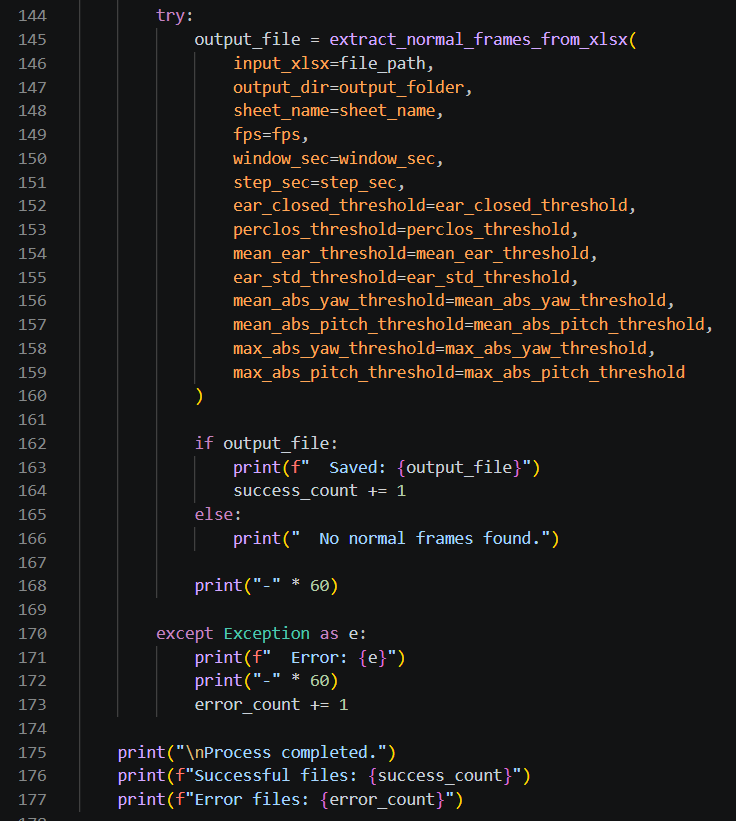 144 try:
145 output_file = extract_normal_frames_from_xlsx(
146 input_xlsx=file_path,
147 output_dir=output_folder,
148 sheet_name=sheet_name,
149 fps=fps,
150 window_sec=window_sec,
151 step_sec=step_sec,
152 ear_closed_threshold=ear_closed_threshold,
153 perclos_threshold=perclos_threshold,
154 mean_ear_threshold=mean_ear_threshold,
155 ear_std_threshold=ear_std_threshold,
156 mean_abs_yaw_threshold=mean_abs_yaw_threshold,
157 mean_abs_pitch_threshold=mean_abs_pitch_threshold,
158 max_abs_yaw_threshold=max_abs_yaw_threshold,
159 max_abs_pitch_threshold=max_abs_pitch_threshold
160 )
161
162 if output_file:
163 print(f"  Saved: {output_file}")
164 success_count += 1
165 else:
166 print("  No normal frames found.")
167
168 print("-" * 60)
169
170 except Exception as e:
171 print(f"  Error: {e}")
172 print("-" * 60)
173 error_count += 1
174
175 print("\nProcess completed.")
176 print(f"Successful files: {success_count}")
177 print(f"Error files: {error_count}")